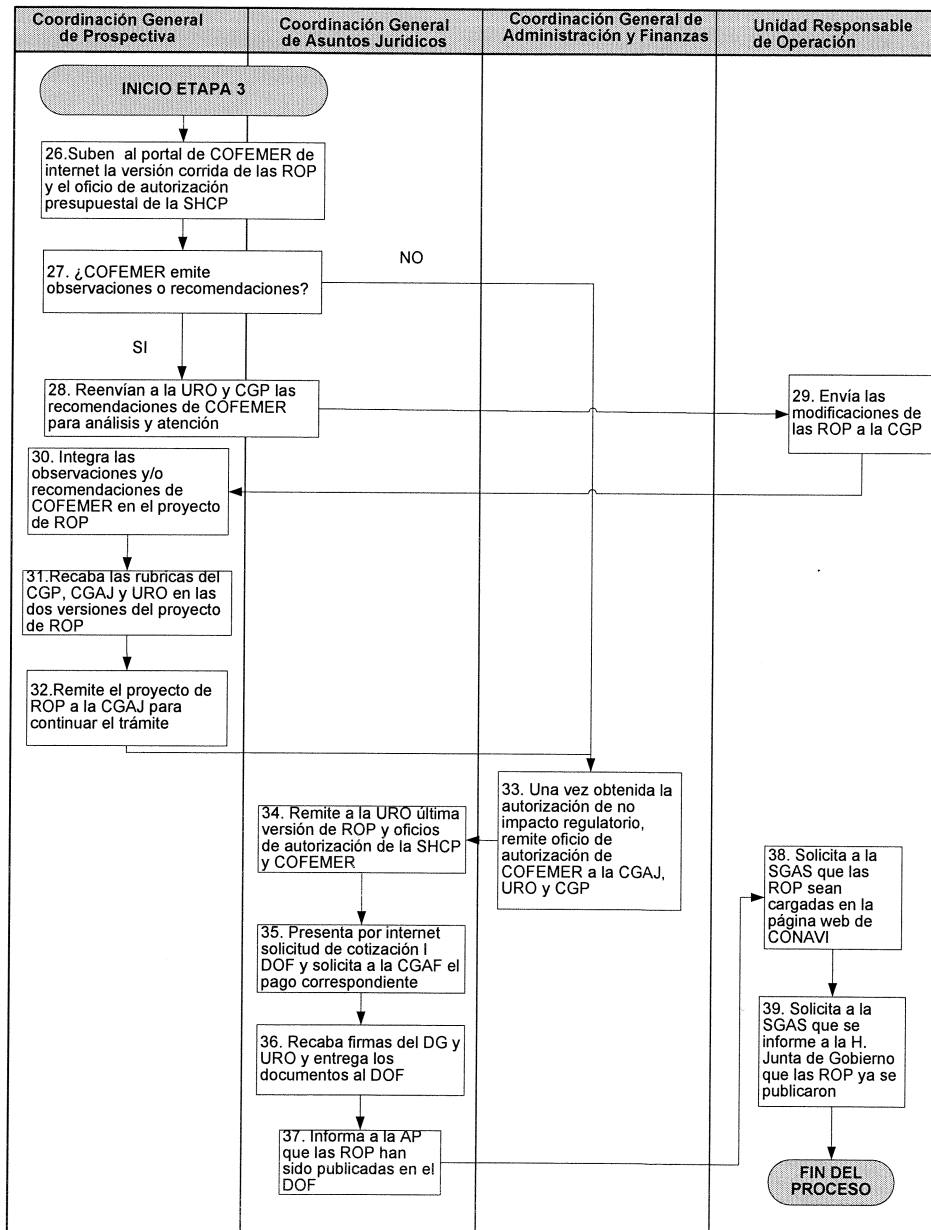 Coordinación General
de Prospectiva
Coordinación General
de Asuntos Juridicos
Coordinación General de
Administración y Finanzas
Unidad Responsable
de Operación
INICIO ETAPA 3
26.Suben al portal de COFEMER de
internet la versión corrida de las ROP
y el oficio de autorización
presupuestal de la SHCP
27. ¿COFEMER emite
observaciones o recomendaciones?
NO
SI
28. Reenvían a la URO y CGP las
recomendaciones de COFEMER
para análisis y atención
29. Envía las
modificaciones de
las ROP a la CGP
30. Integra las
observaciones y/o
recomendaciones de
COFEMER en el proyecto
de ROP
31.Recaba las rubricas del
CGP, CGAJ y URO en las
dos versiones del proyecto
de ROP
32.Remite el proyecto de
ROP a la CGAJ para
continuar el trámite
33. Una vez obtenida la
autorización de no
impacto regulatorio,
remite oficio de
autorización de
COFEMER a la CGAJ,
URO y CGP
34. Remite a la URO última
versión de ROP y oficios
de autorización de la SHCP
y COFEMER
35. Presenta por internet
solicitud de cotización l
DOF y solicita a la CGAF el
pago correspondiente
36. Recaba firmas del DG y
URO y entrega los
documentos al DOF
37. Informa a la AP
que las ROP han
sido publicadas en el
DOF
38. Solicita a la
SGAS que las
ROP sean
cargadas en la
página web de
CONAVI
39. Solicita a la
SGAS que se
informe a la H.
Junta de Gobierno
que las ROP ya se
publicaron
FIN DEL
PROCESO